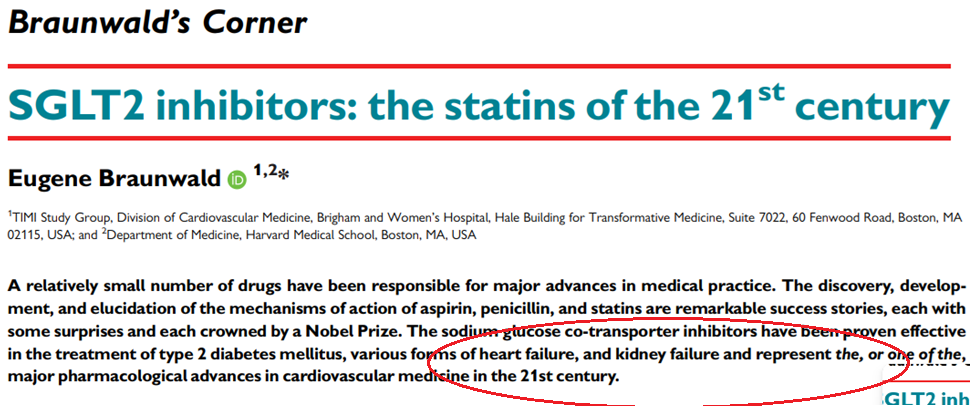 Braunwald's Corner
SGLT2 inhibitors: the statins of the 21st century
Eugene Braunwald iD 1,2*
1TIMI Study Group, Division of Cardiovascular Medicine, Brigham and Women's Hospital, Hale Building for Transformative Medicine, Suite 7022, 60 Fenwood Road, Boston, MA
02115, USA; and 2Department of Medicine, Harvard Medical School, Boston, MA, USA
A relatively small number of drugs have been responsible for major advances in medical practice. The discovery, develop-
ment, and elucidation of the mechanisms of action of aspirin, penicillin, and statins are remarkable success stories, each with
some surprises and each crowned by a Nobel Prize. The sodium-glucose co-transporter inhibitors have been proven effective
in the treatment of type 2 diabetes mellitus, various forms of heart failure, and kidney failure and represent the, or one of the,
major pharmacological advances in cardiovascular medicine in the 21st century.
GLT2 inh